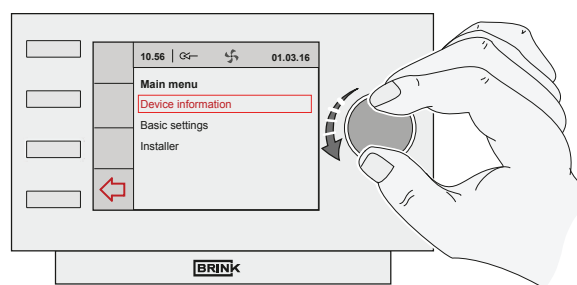 10.56 01.03.16
Main menu
Device information
Basic settings
Installer
BRINK